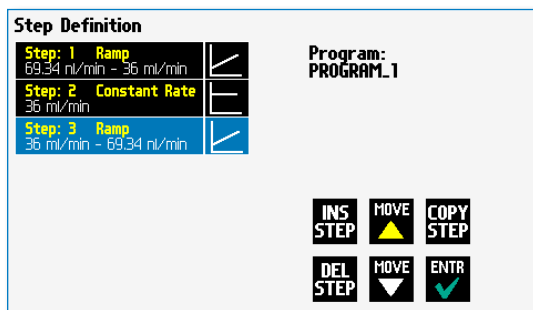 Step Definition
Step: 1 Ramp
69.34 nl/min - 36 ml/min
Step: 2 Constant Rate
36 ml/min
Step: 3 Ramp
36 ml/min - 69.34 nl/min
Program:
PROGRAM_1
INS STEP
MOVE
COPY STEP
DEL STEP
MOVE
ENTR